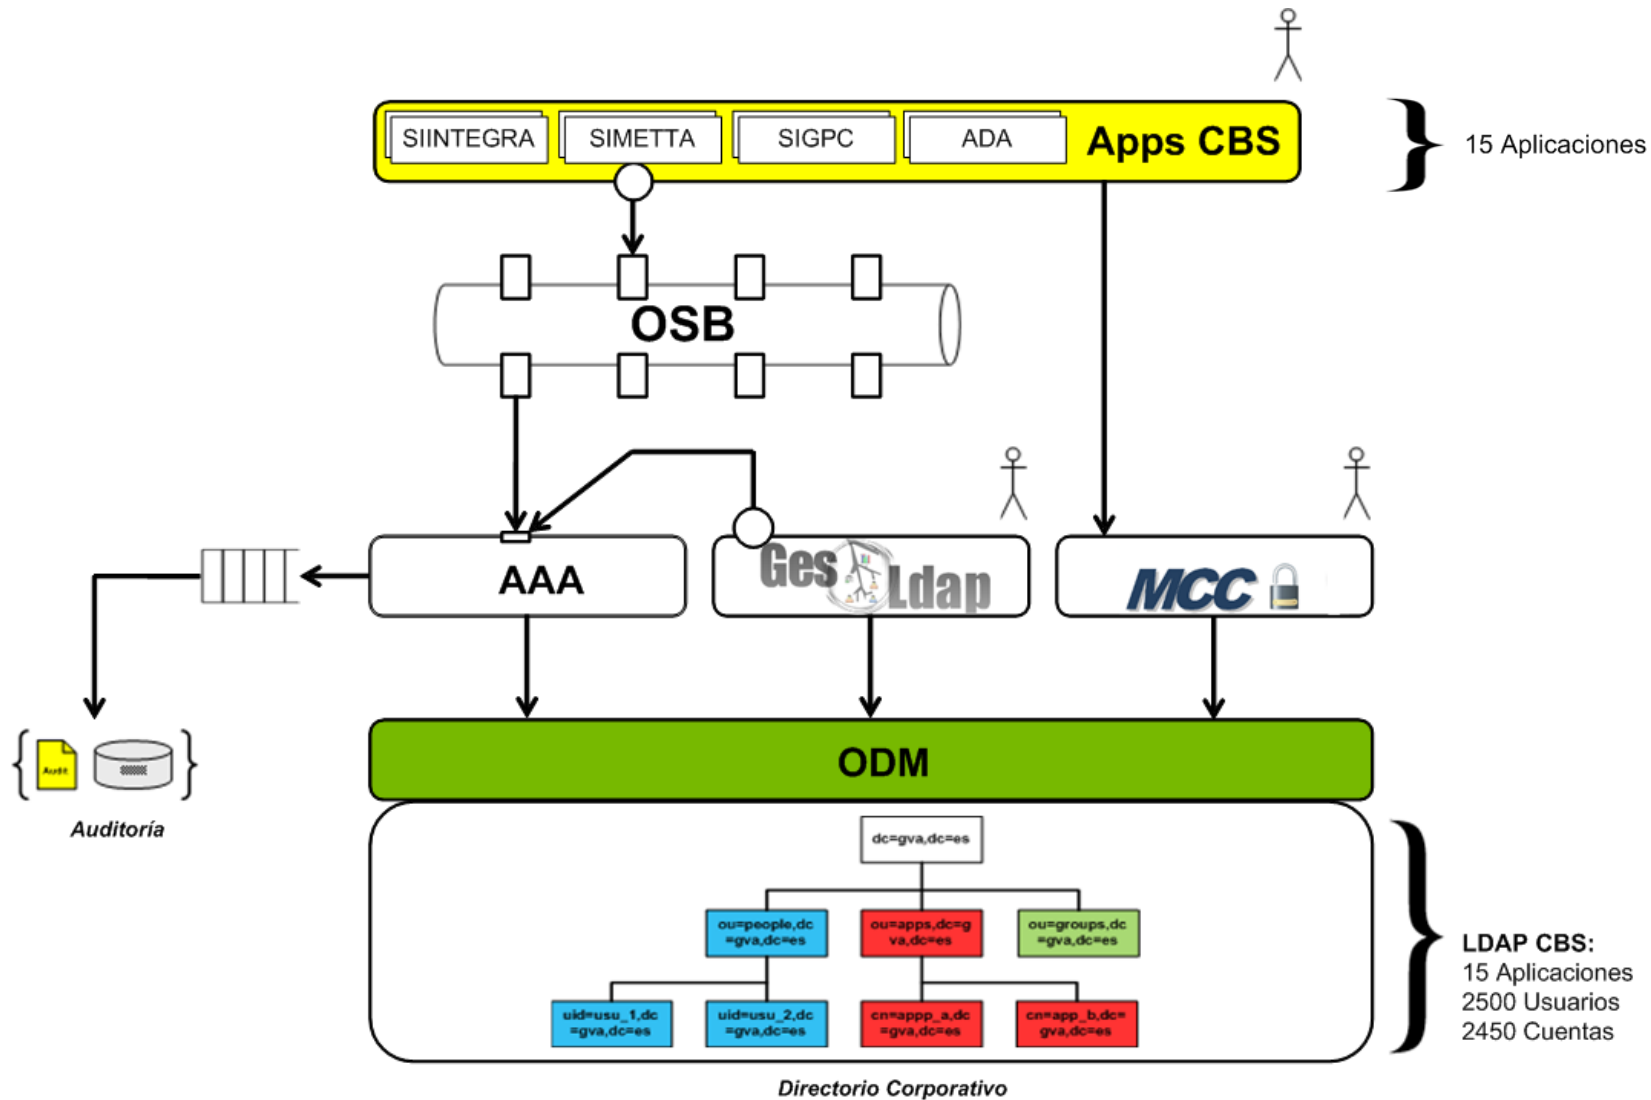 SIINTEGRA
SIMETTA
SIGPC
ADA
Apps CBS
15 Aplicaciones
OSB
AAA
Ges
Ldap
MCC
ODM
Audit
Auditoría
dc=gva,dc=es
ou=people,dc
=gva,dc=es
ou=apps,dc=g
va,dc=es
ou=groups,dc
=gva,dc=es
uid=usu_1,dc
=gva,dc=es
uid=usu_2,dc
=gva,dc=es
cn=appp_a,dc
=gva,dc=es
cn=app_b,dc=
gva,dc=es
LDAP CBS:
15 Aplicaciones
2500 Usuarios
2450 Cuentas
Directorio Corporativo